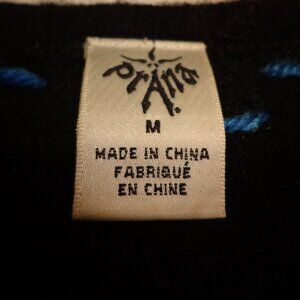 prAna
M
MADE IN CHINA
FABRIQUÉ
EN CHINE